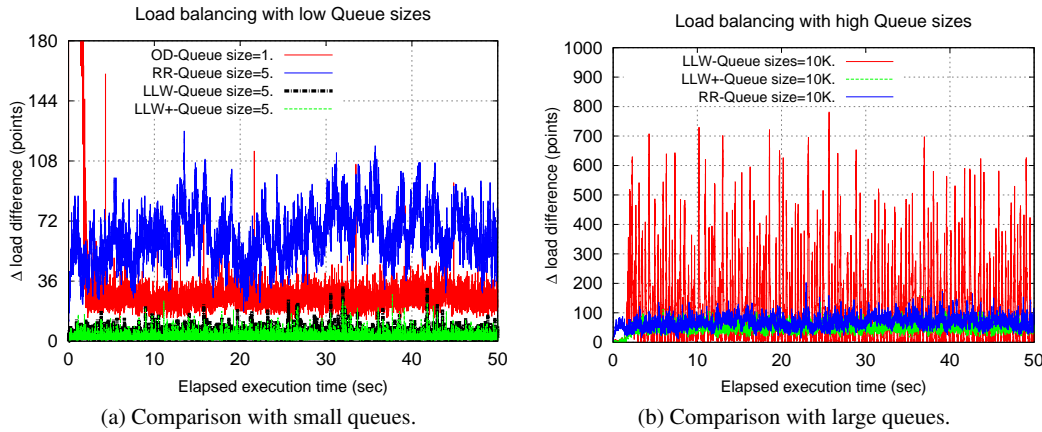 Load balancing with low Queue sizes
180
144
108
72
36
0
Δ load difference (points)
OD-Queue size=1.
RR-Queue size=5.
LLW-Queue size=5.
LLW+-Queue size=5.
0 10 20 30 40 50
Elapsed execution time (sec)
(a) Comparison with small queues.
Load balancing with high Queue sizes
1000
900
800
700
600
500
400
300
200
100
0
Δ load difference (points)
LLW-Queue sizes=10K.
LLW+-Queue size=10K.
RR-Queue size=10K.
0 10 20 30 40 50
Elapsed execution time (sec)
(b) Comparison with large queues.